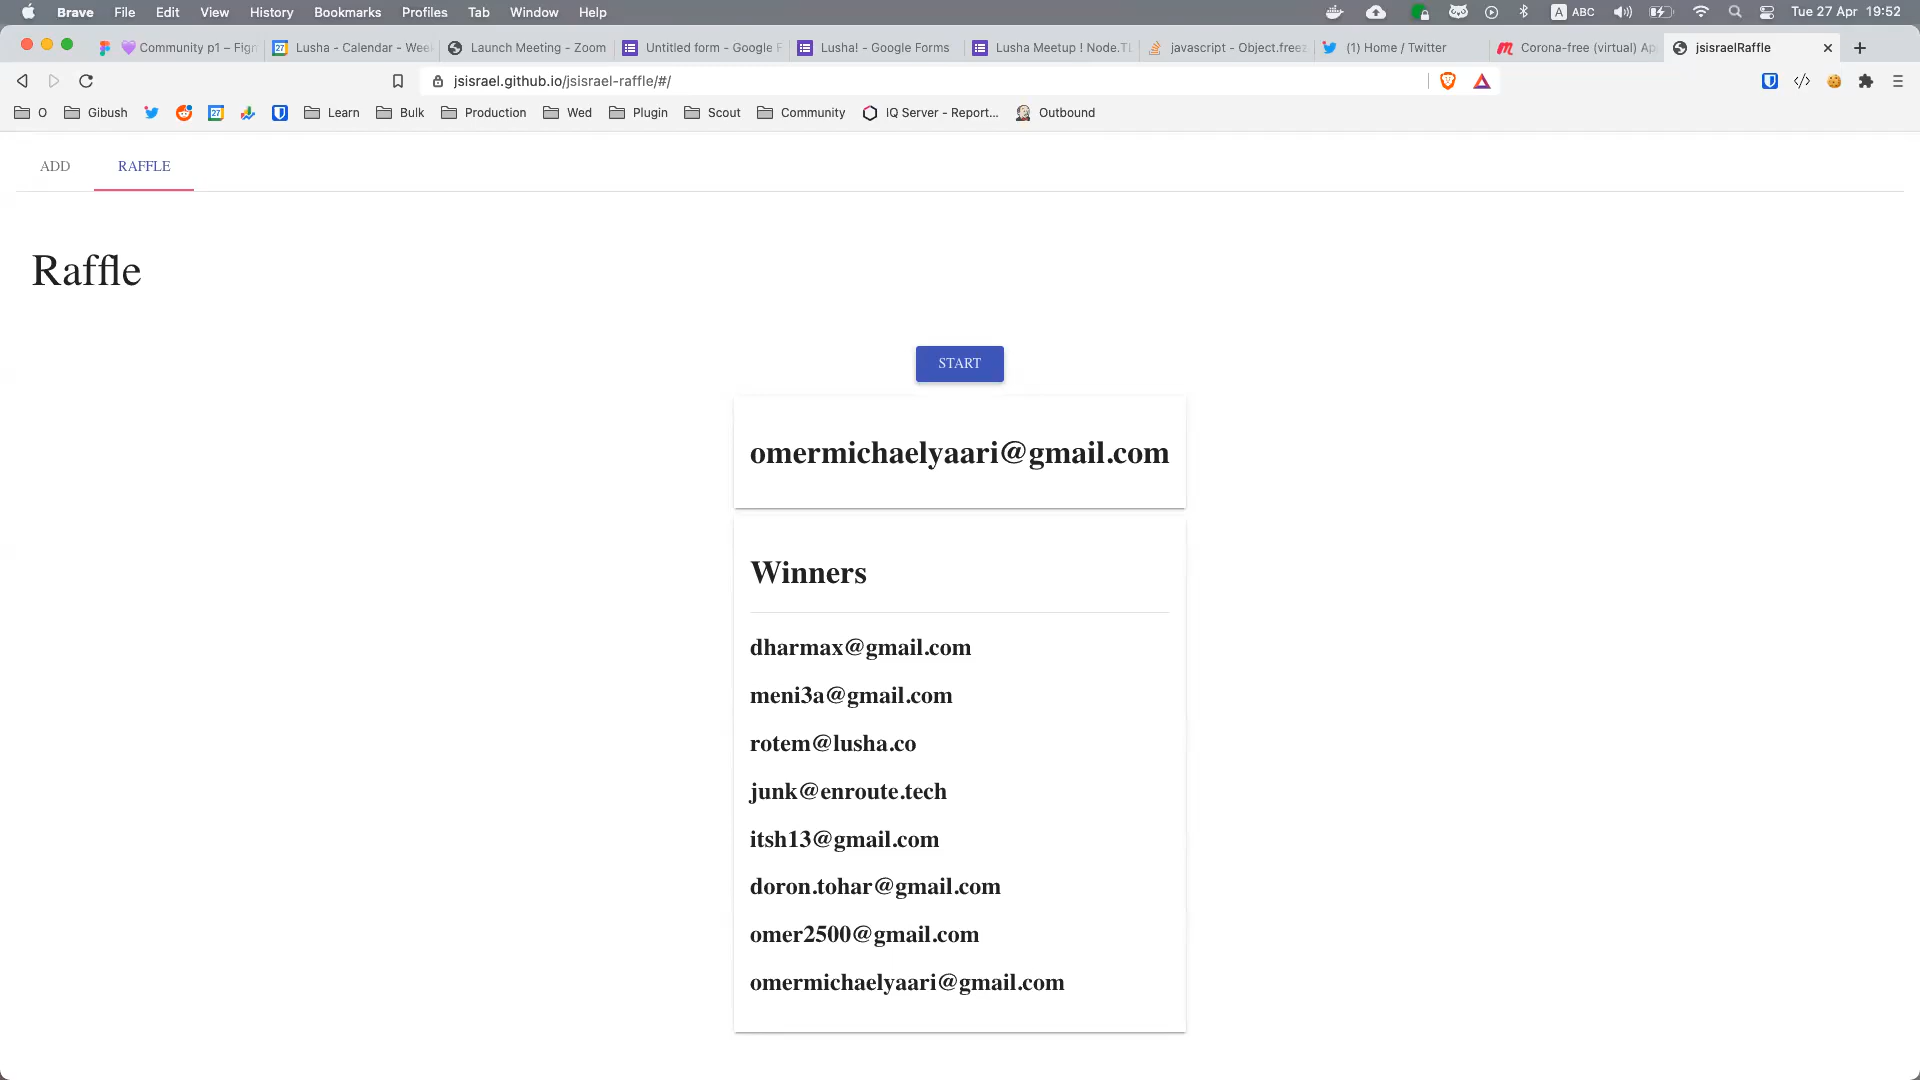 Brave File Edit View History Bookmarks Profiles Tab Window Help A ABC Tue 27 Apr 19:52
Community p1 – Fign 27 Lusha - Calendar - Week Launch Meeting - Zoom Untitled form - Google F Lusha! - Google Forms Lusha Meetup ! Node.TL javascript - Object.freez (1) Home / Twitter Corona-free (virtual) Ap jsisraelRaffle
jsisrael.github.io/jsisrael-raffle/#/
O Gibush 27 Learn Bulk Production Wed Plugin Scout Community IQ Server - Report... Outbound
ADD RAFFLE
Raffle
START
omermichaelyaari@gmail.com
Winners
dharmax@gmail.com
meni3a@gmail.com
rotem@lusha.co
junk@enroute.tech
itsh13@gmail.com
doron.tohar@gmail.com
omer2500@gmail.com
omermichaelyaari@gmail.com